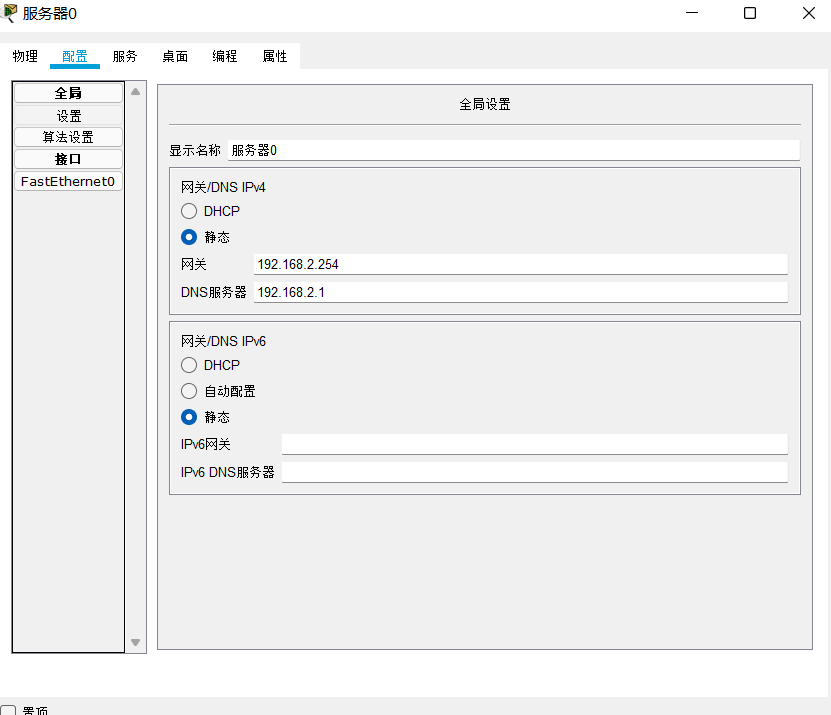 服务器0
物理 配置 服务 桌面 编程 属性
全局
设置
算法设置
接口
FastEthernet0
全局设置
显示名称 服务器0
网关/DNS IPv4
DHCP
静态
网关 192.168.2.254
DNS服务器 192.168.2.1
网关/DNS IPv6
DHCP
自动配置
静态
IPv6网关
IPv6 DNS服务器
置顶